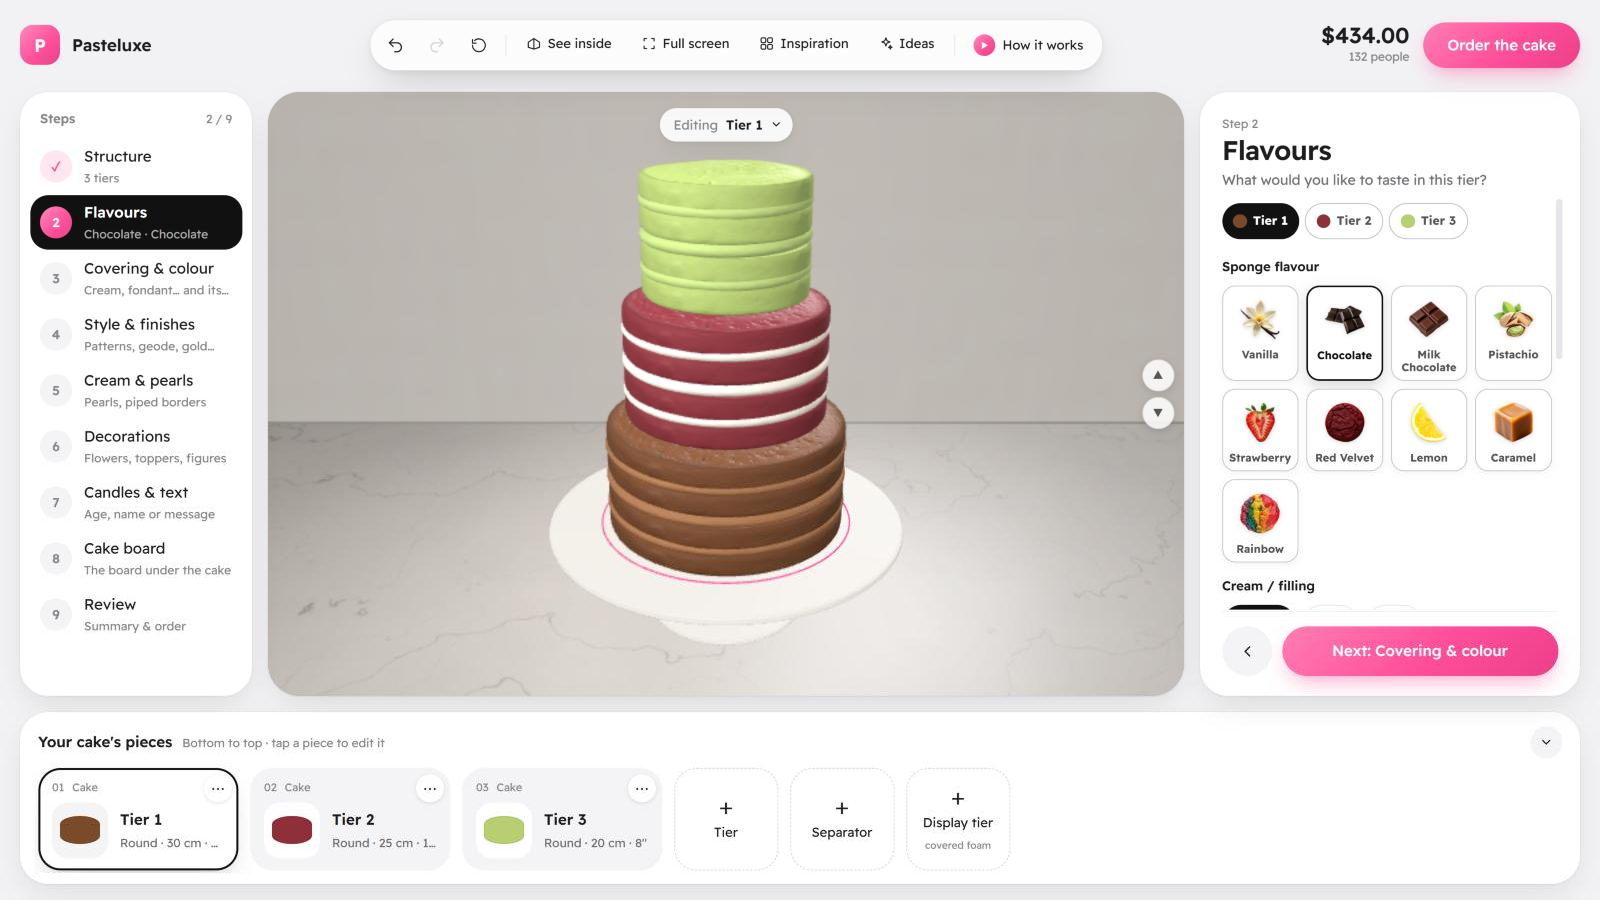 P
Pasteluxe
See inside
Full screen
Inspiration
Ideas
How it works
$434.00
132 people
Order the cake
Steps
2 / 9
Structure
3 tiers
2
Flavours
Chocolate · Chocolate
3
Covering & colour
Cream, fondant... and its...
4
Style & finishes
Patterns, geode, gold...
5
Cream & pearls
Pearls, piped borders
6
Decorations
Flowers, toppers, figures
7
Candles & text
Age, name or message
8
Cake board
The board under the cake
9
Review
Summary & order
Editing Tier 1
Step 2
Flavours
What would you like to taste in this tier?
Tier 1
Tier 2
Tier 3
Sponge flavour
Vanilla
Chocolate
Milk
Chocolate
Pistachio
Strawberry
Red Velvet
Lemon
Caramel
Rainbow
Cream / filling
Next: Covering & colour
Your cake's pieces
Bottom to top · tap a piece to edit it
01 Cake
Tier 1
Round · 30 cm · ...
02 Cake
Tier 2
Round · 25 cm · 1...
03 Cake
Tier 3
Round · 20 cm · 8"
+
Tier
+
Separator
+
Display tier
covered foam